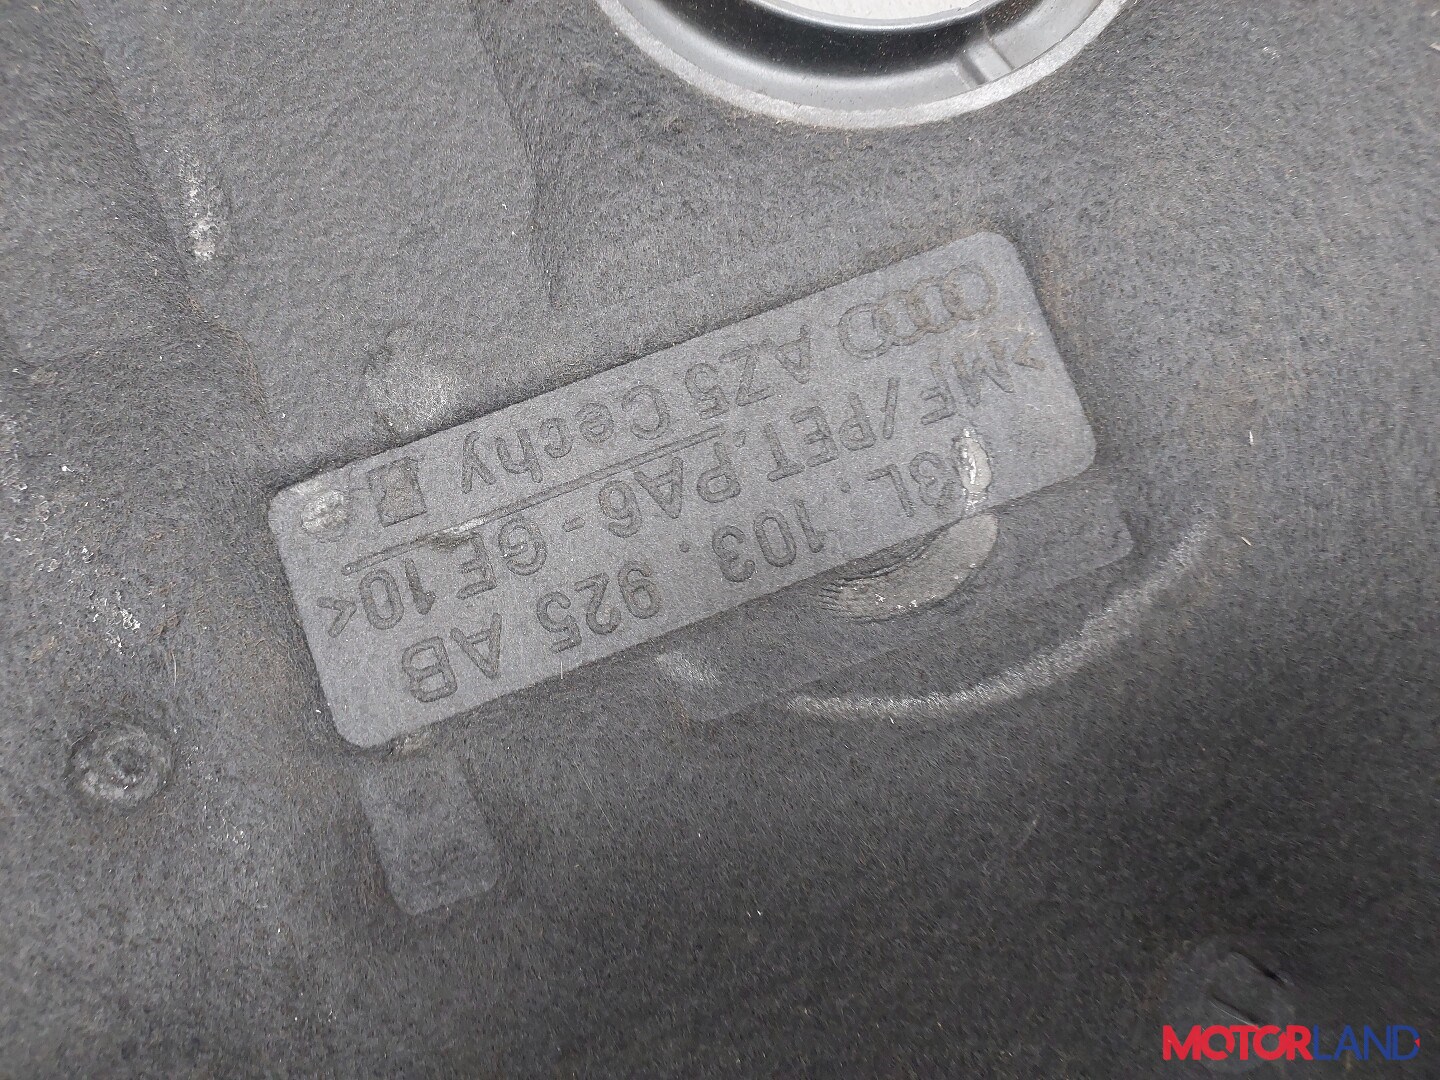 03L. 103. 925 AB
>MF/PET.PA6-GF10<
AZ5 Cechy
MOTORLAND